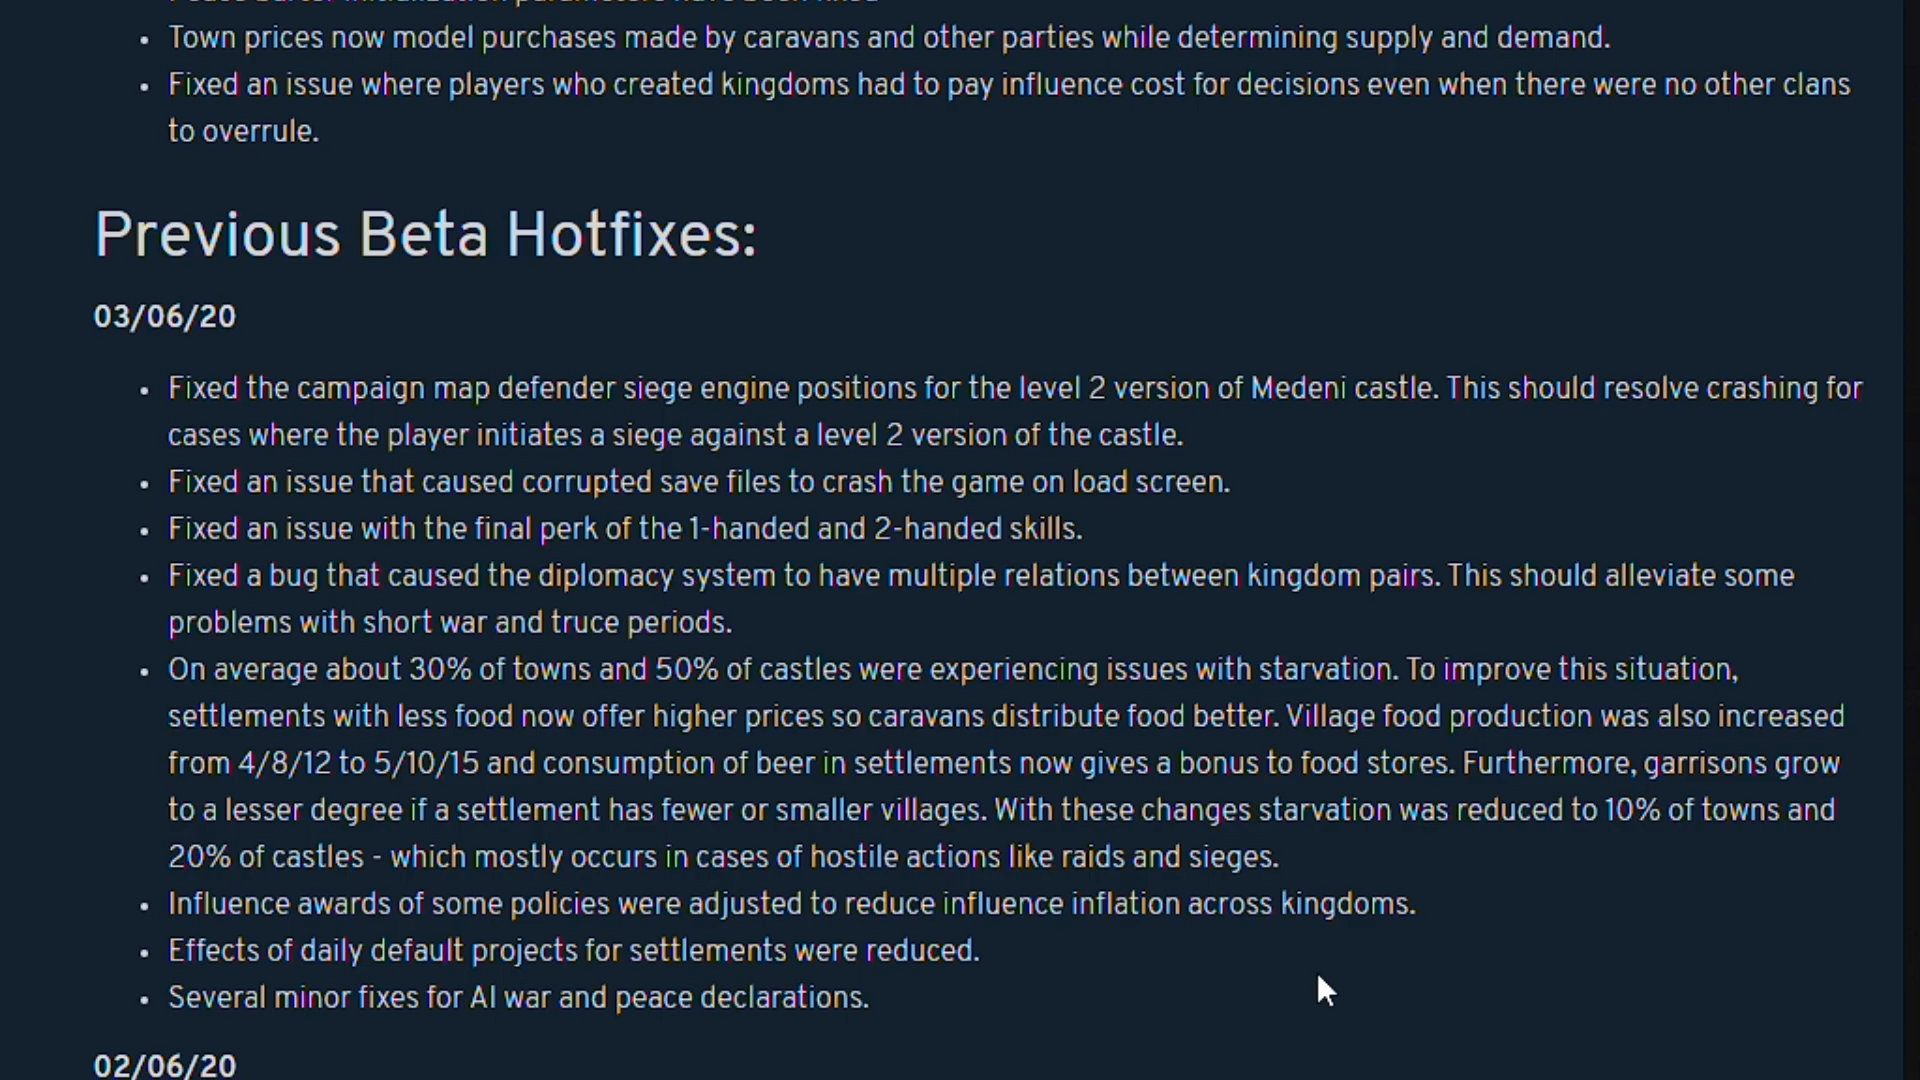 Town prices now model purchases made by caravans and other parties while determining supply and demand.
Fixed an issue where players who created kingdoms had to pay influence cost for decisions even when there were no other clans
to overrule.
Previous Beta Hotfixes:
03/06/20
Fixed the campaign map defender siege engine positions for the level 2 version of Medeni castle. This should resolve crashing for
cases where the player initiates a siege against a level 2 version of the castle.
Fixed an issue that caused corrupted save files to crash the game on load screen.
Fixed an issue with the final perk of the 1-handed and 2-handed skills.
Fixed a bug that caused the diplomacy system to have multiple relations between kingdom pairs. This should alleviate some
problems with short war and truce periods.
On average about 30% of towns and 50% of castles were experiencing issues with starvation. To improve this situation,
settlements with less food now offer higher prices so caravans distribute food better. Village food production was also increased
from 4/8/12 to 5/10/15 and consumption of beer in settlements now gives a bonus to food stores. Furthermore, garrisons grow
to a lesser degree if a settlement has fewer or smaller villages. With these changes starvation was reduced to 10% of towns and
20% of castles - which mostly occurs in cases of hostile actions like raids and sieges.
Influence awards of some policies were adjusted to reduce influence inflation across kingdoms.
Effects of daily default projects for settlements were reduced.
Several minor fixes for AI war and peace declarations.
02/06/20